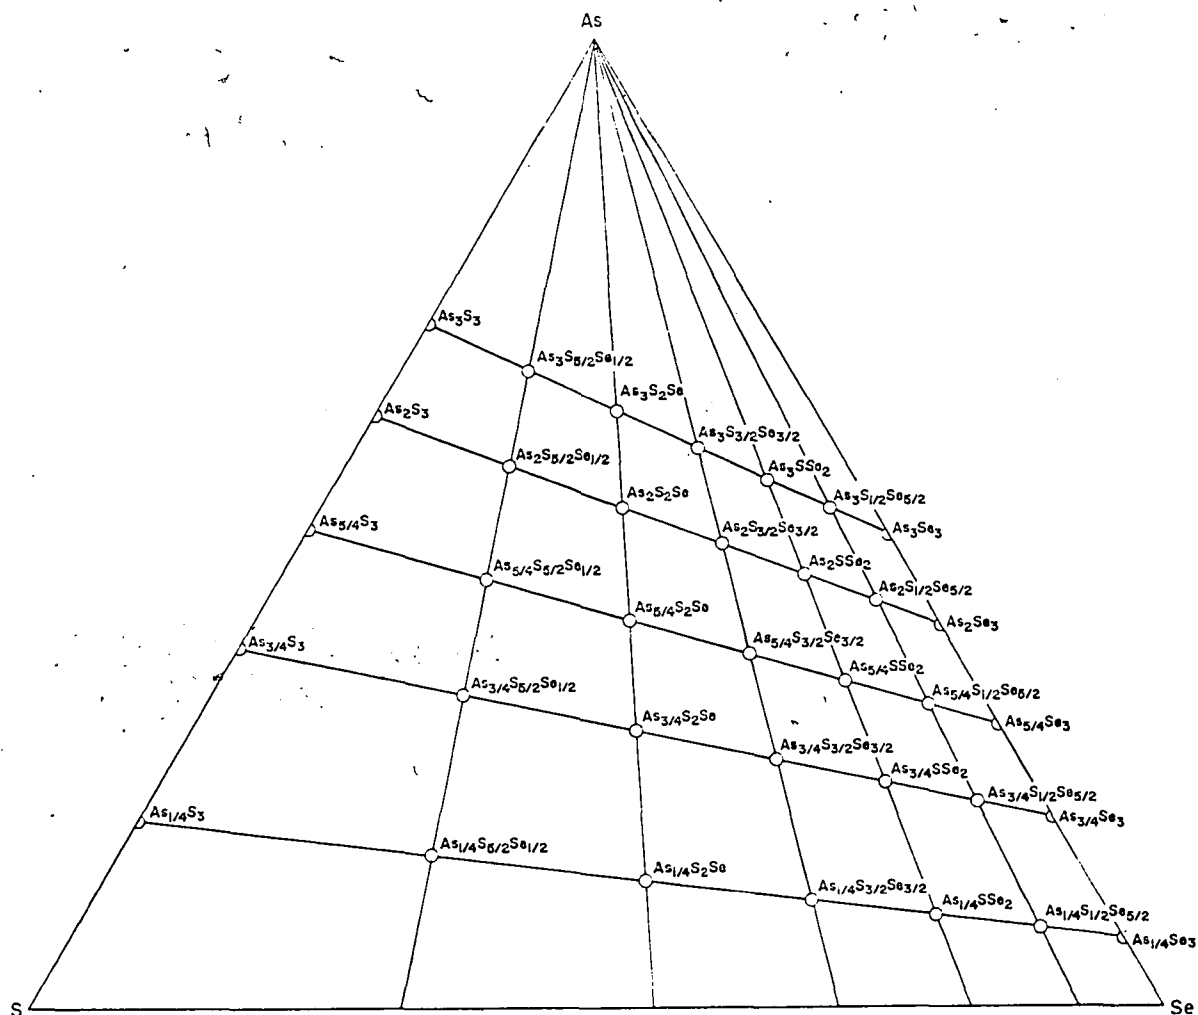 As
As₃S₃
As₃S₅/₂Se₁/₂
As₃S₂Se
As₃S₃/₂Se₃/₂
As₃SSe₂
As₃S₁/₂Se₅/₂
As₃Se₃
As₂S₃
As₂S₅/₂Se₁/₂
As₂S₂Se
As₂S₃/₂Se₃/₂
As₂SSe₂
As₂S₁/₂Se₅/₂
As₂Se₃
As₅/₄S₃
As₅/₄S₅/₂Se₁/₂
As₅/₄S₂Se
As₅/₄S₃/₂Se₃/₂
As₅/₄SSe₂
As₅/₄S₁/₂Se₅/₂
As₅/₄Se₃
As₃/₄S₃
As₃/₄S₅/₂Se₁/₂
As₃/₄S₂Se
As₃/₄S₃/₂Se₃/₂
As₃/₄SSe₂
As₃/₄S₁/₂Se₅/₂
As₃/₄Se₃
As₁/₄S₃
As₁/₄S₅/₂Se₁/₂
As₁/₄S₂Se
As₁/₄S₃/₂Se₃/₂
As₁/₄SSe₂
As₁/₄S₁/₂Se₅/₂
As₁/₄Se₃
S
Se